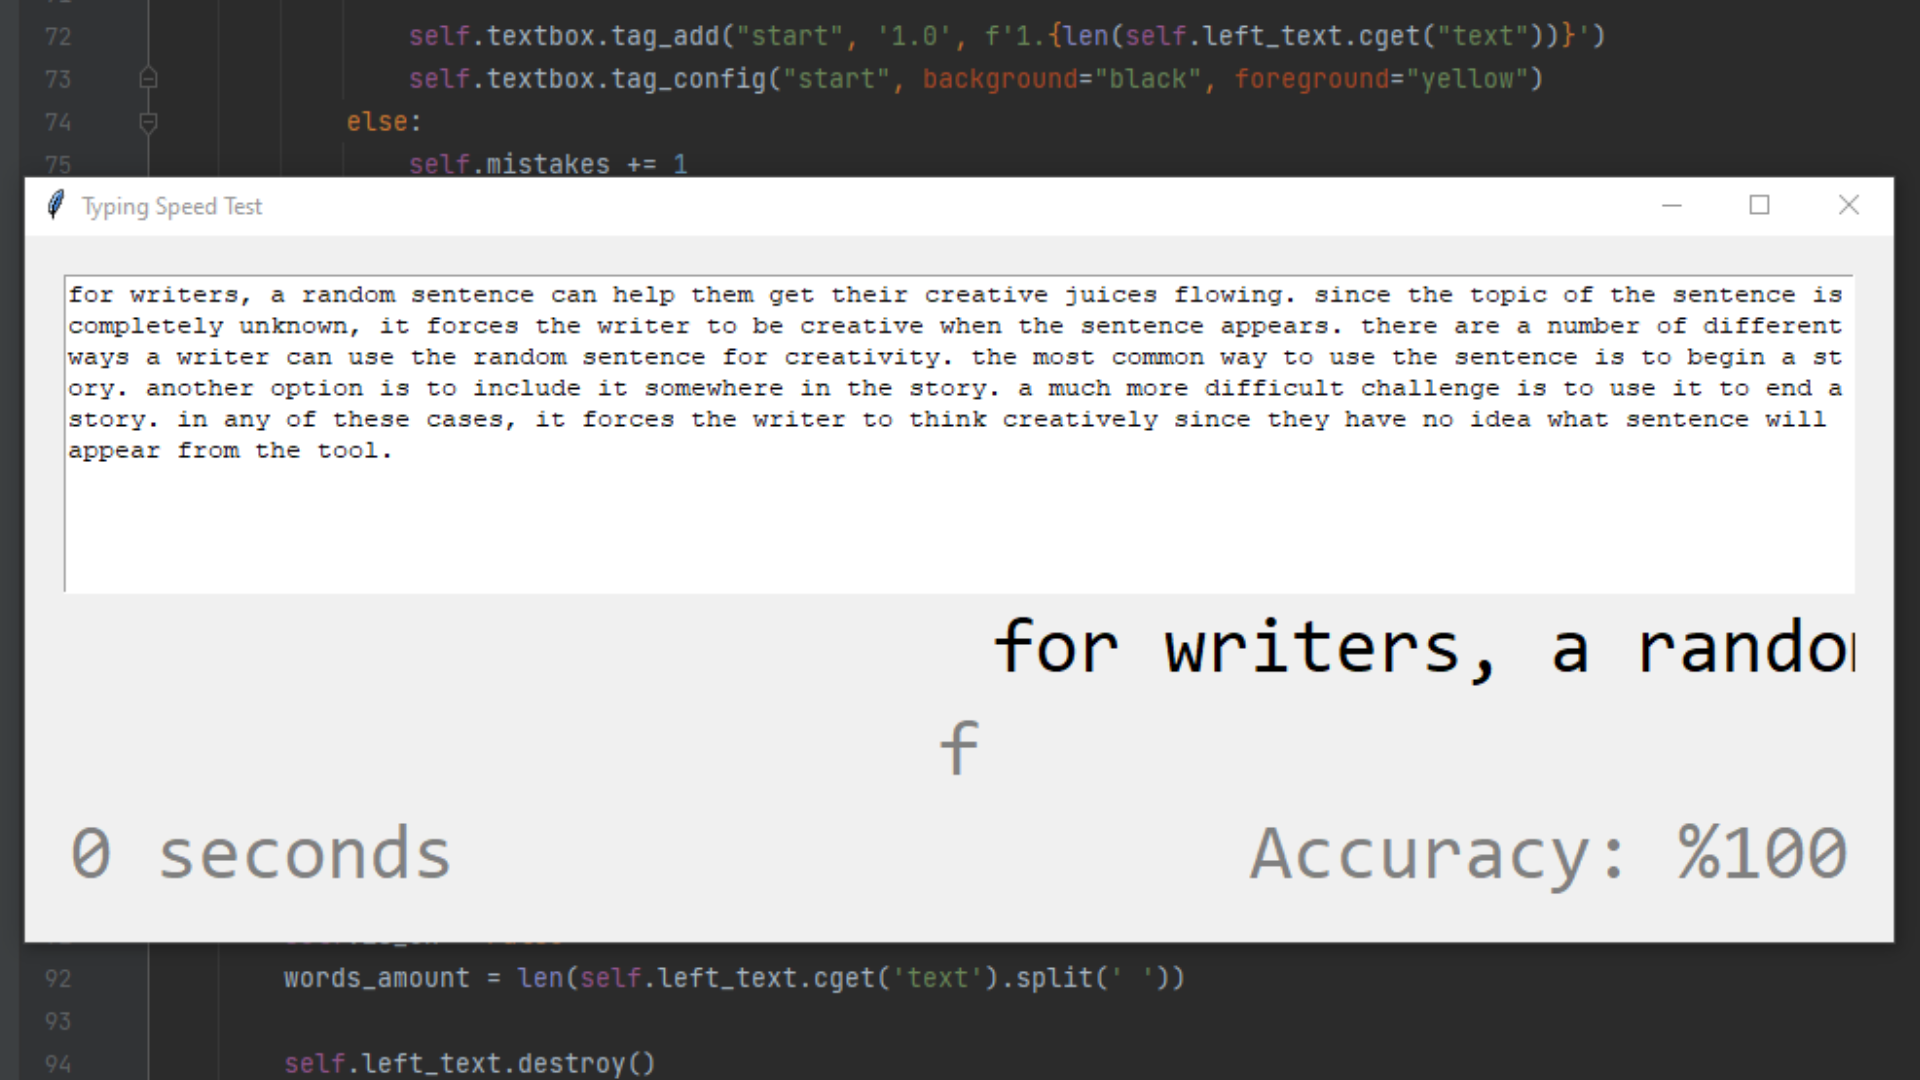 72 self.textbox.tag_add("start", '1.0', f'1.{len(self.left_text.cget("text"))}')
73 self.textbox.tag_config("start", background="black", foreground="yellow")
74 else:
75 self.mistakes += 1
Typing Speed Test
for writers, a random sentence can help them get their creative juices flowing. since the topic of the sentence is
completely unknown, it forces the writer to be creative when the sentence appears. there are a number of different
ways a writer can use the random sentence for creativity. the most common way to use the sentence is to begin a st
ory. another option is to include it somewhere in the story. a much more difficult challenge is to use it to end a
story. in any of these cases, it forces the writer to think creatively since they have no idea what sentence will
appear from the tool.
for writers, a rando
f
0 seconds
Accuracy: %100
92 words_amount = len(self.left_text.cget('text').split(' '))
93
94 self.left_text.destroy()